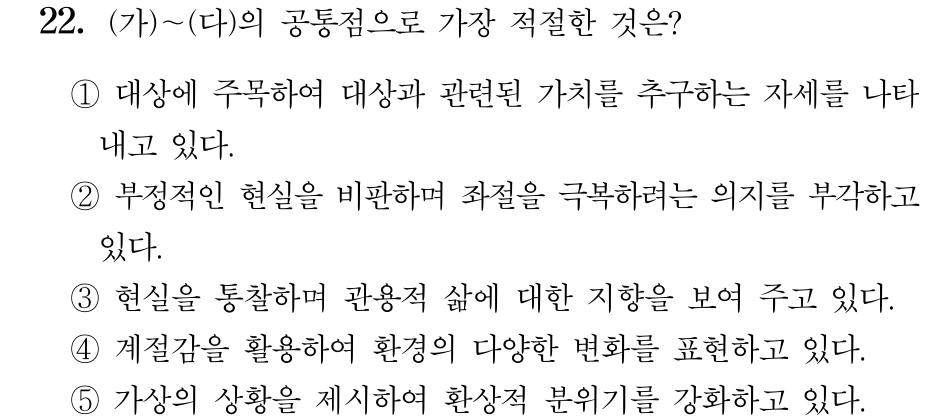 22. (가)~(다)의 공통점으로 가장 적절한 것은?
① 대상에 주목하여 대상과 관련된 가치를 추구하는 자세를 나타
내고 있다.
② 부정적인 현실을 비판하며 좌절을 극복하려는 의지를 부각하고
있다.
③ 현실을 통찰하며 관용적 삶에 대한 지향을 보여 주고 있다.
④ 계절감을 활용하여 환경의 다양한 변화를 표현하고 있다.
⑤ 가상의 상황을 제시하여 환상적 분위기를 강화하고 있다.